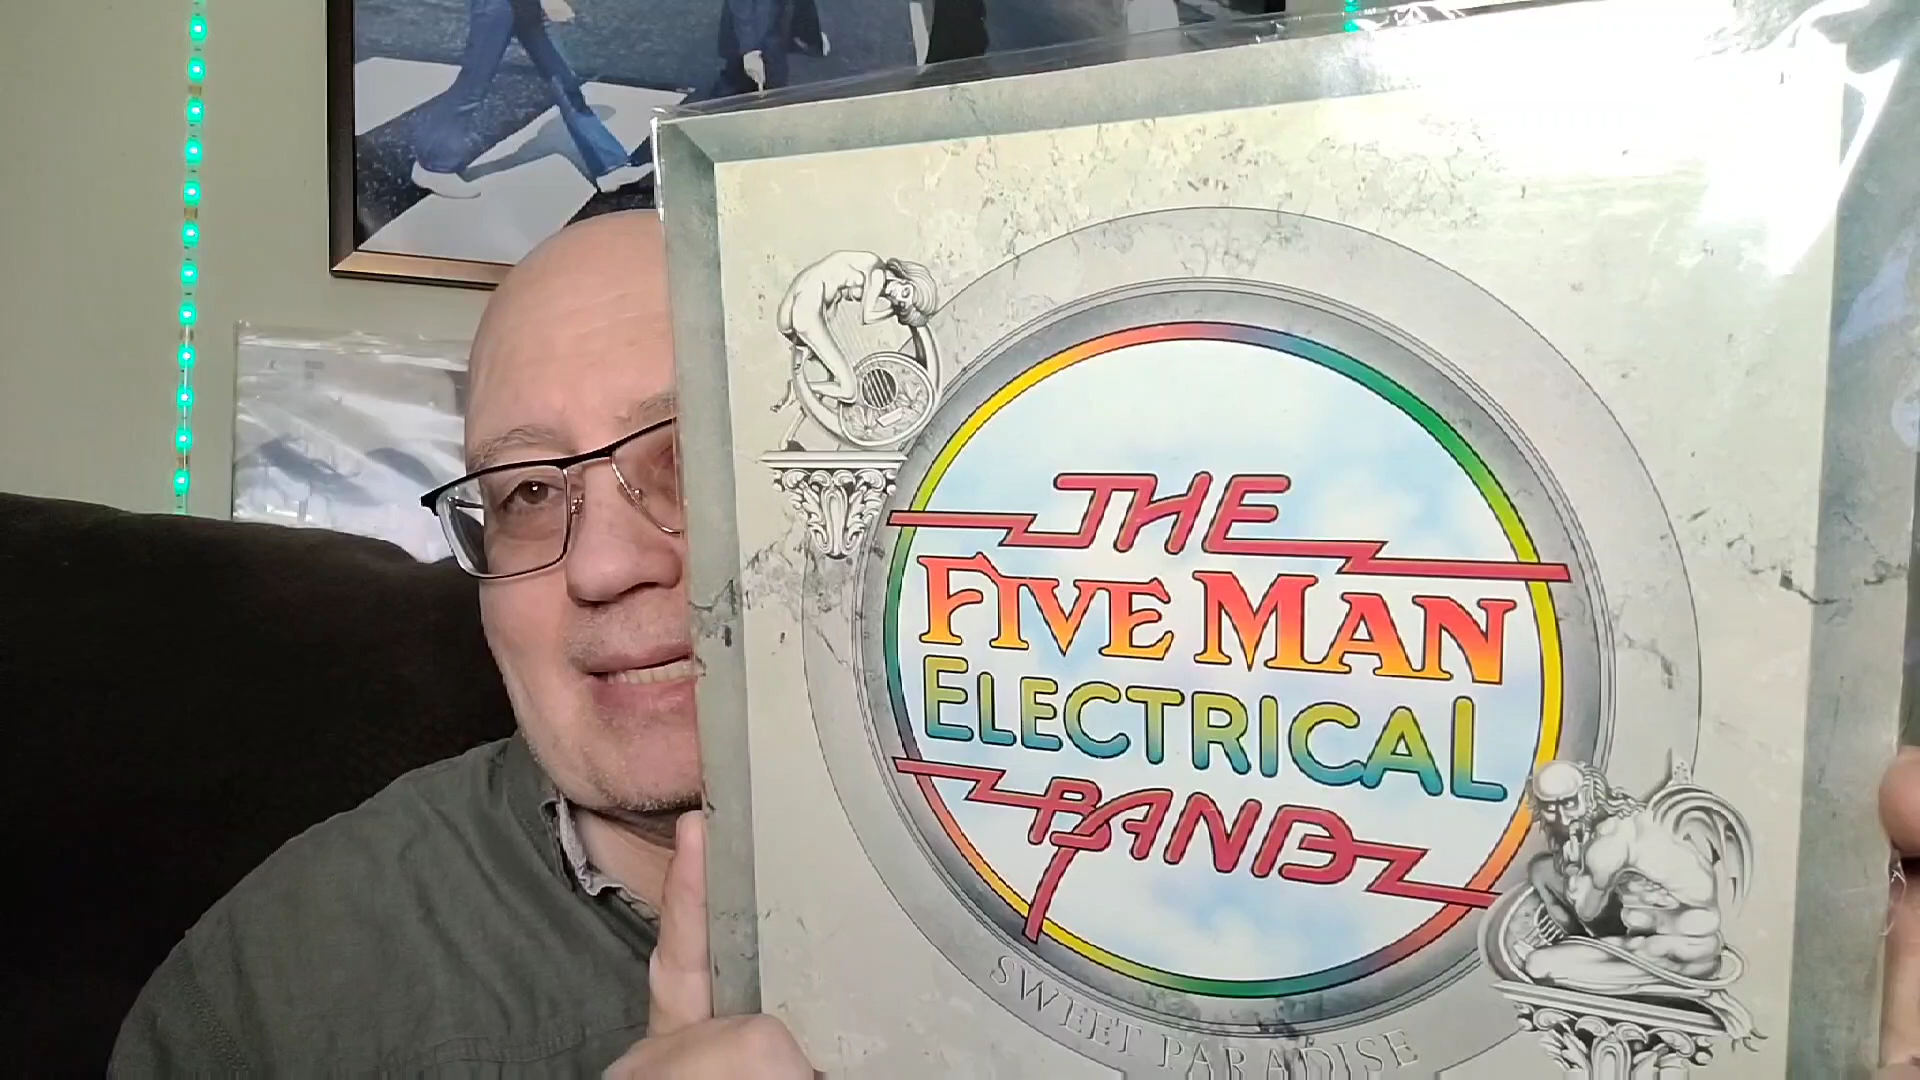 THE
FIVE MAN
ELECTRICAL
BAND
SWEET PARADISE